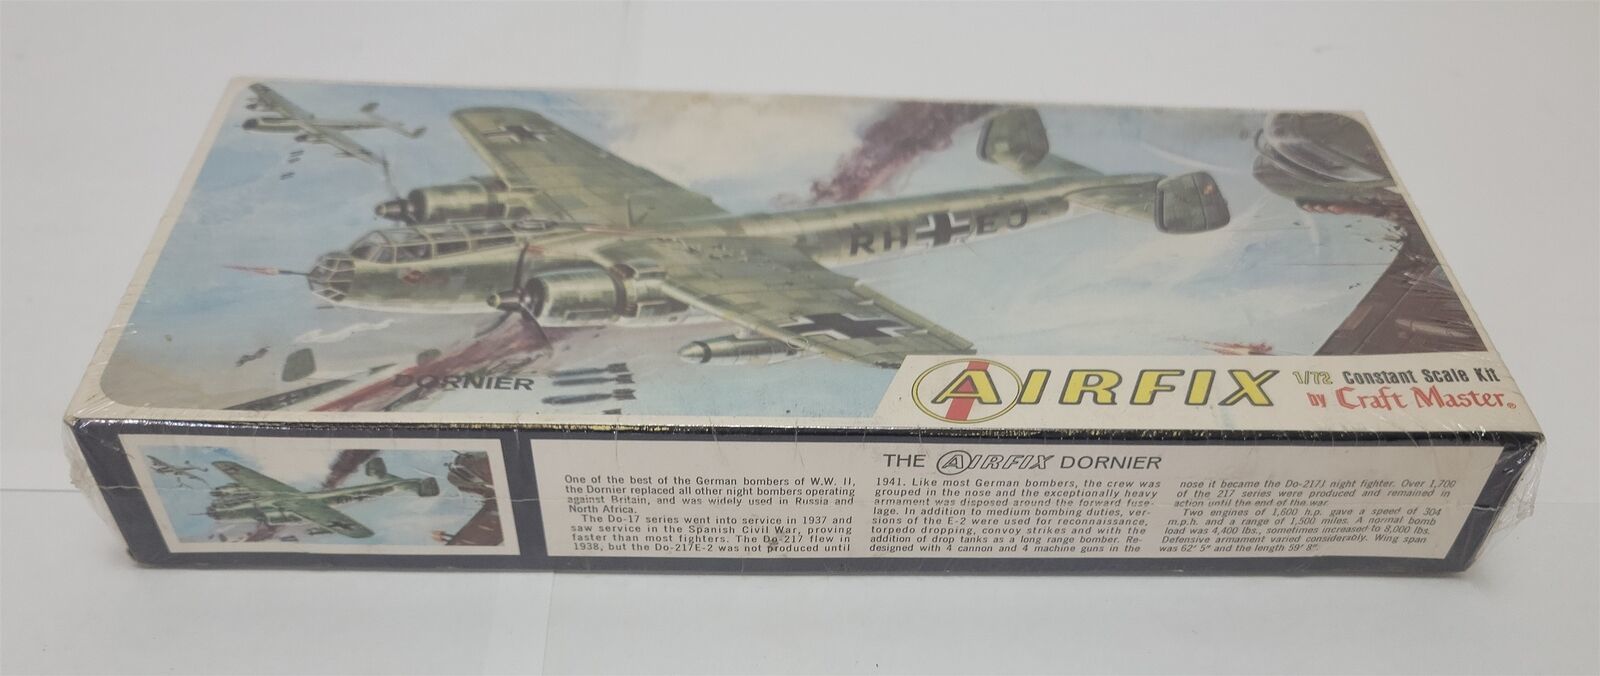 RH EJ
DORNIER
AIRFIX 1/72 Constant Scale Kit
by Craft Master®
THE AIRFIX DORNIER
One of the best of the German bombers of W.W. II,
the Dornier replaced all other night bombers operating
against Britain, and was widely used in Russia and
North Africa.
The Do-17 series went into service in 1937 and
saw service in the Spanish Civil War, proving
faster than most fighters. The Do-217 flew in
1938, but the Do-217E-2 was not produced until
1941. Like most German bombers, the crew was
grouped in the nose and the exceptionally heavy
armament was disposed around the forward fuse-
lage. In addition to medium bombing duties, ver-
sions of the E-2 were used for reconnaissance,
torpedo dropping, convoy strikes and with the
addition of drop tanks as a long range bomber. Re-
designed with 4 cannon and 4 machine guns in the
nose it became the Do-217J night fighter. Over 1,700
of the 217 series were produced and remained in
action until the end of the war.
Two engines of 1,600 h.p. gave a speed of 304
m.p.h. and a range of 1,500 miles. A normal bomb
load was 4,400 lbs., sometimes increased to 8,000 lbs.
Defensive armament varied considerably. Wing span
was 62' 5" and the length 59' 8".